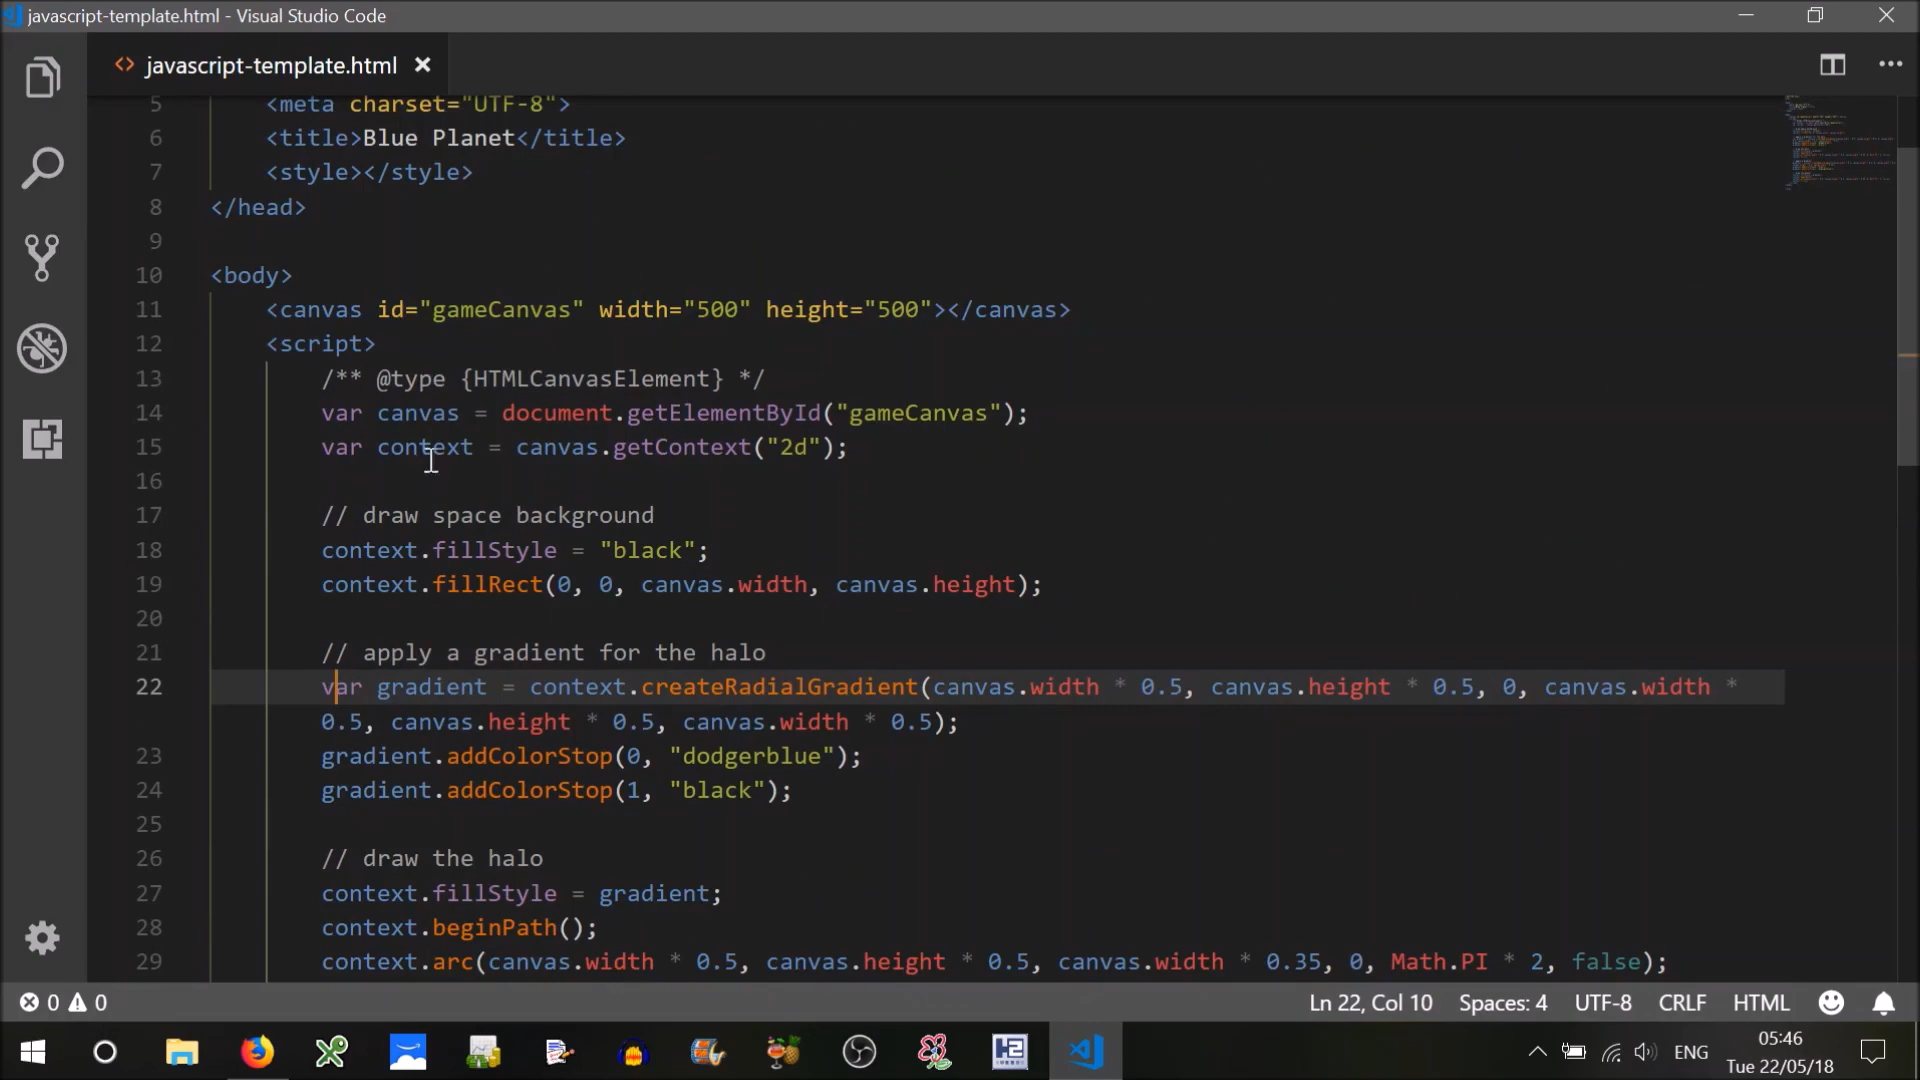 javascript-template.html - Visual Studio Code
javascript-template.html
5 <meta charset="UTF-8">
6 <title>Blue Planet</title>
7 <style></style>
8 </head>
9
10 <body>
11 <canvas id="gameCanvas" width="500" height="500"></canvas>
12 <script>
13 /** @type {HTMLCanvasElement} */
14 var canvas = document.getElementById("gameCanvas");
15 var context = canvas.getContext("2d");
16
17 // draw space background
18 context.fillStyle = "black";
19 context.fillRect(0, 0, canvas.width, canvas.height);
20
21 // apply a gradient for the halo
22 var gradient = context.createRadialGradient(canvas.width * 0.5, canvas.height * 0.5, 0, canvas.width *
0.5, canvas.height * 0.5, canvas.width * 0.5);
23 gradient.addColorStop(0, "dodgerblue");
24 gradient.addColorStop(1, "black");
25
26 // draw the halo
27 context.fillStyle = gradient;
28 context.beginPath();
29 context.arc(canvas.width * 0.5, canvas.height * 0.5, canvas.width * 0.35, 0, Math.PI * 2, false);
0 0 Ln 22, Col 10 Spaces: 4 UTF-8 CRLF HTML
ENG 05:46
Tue 22/05/18